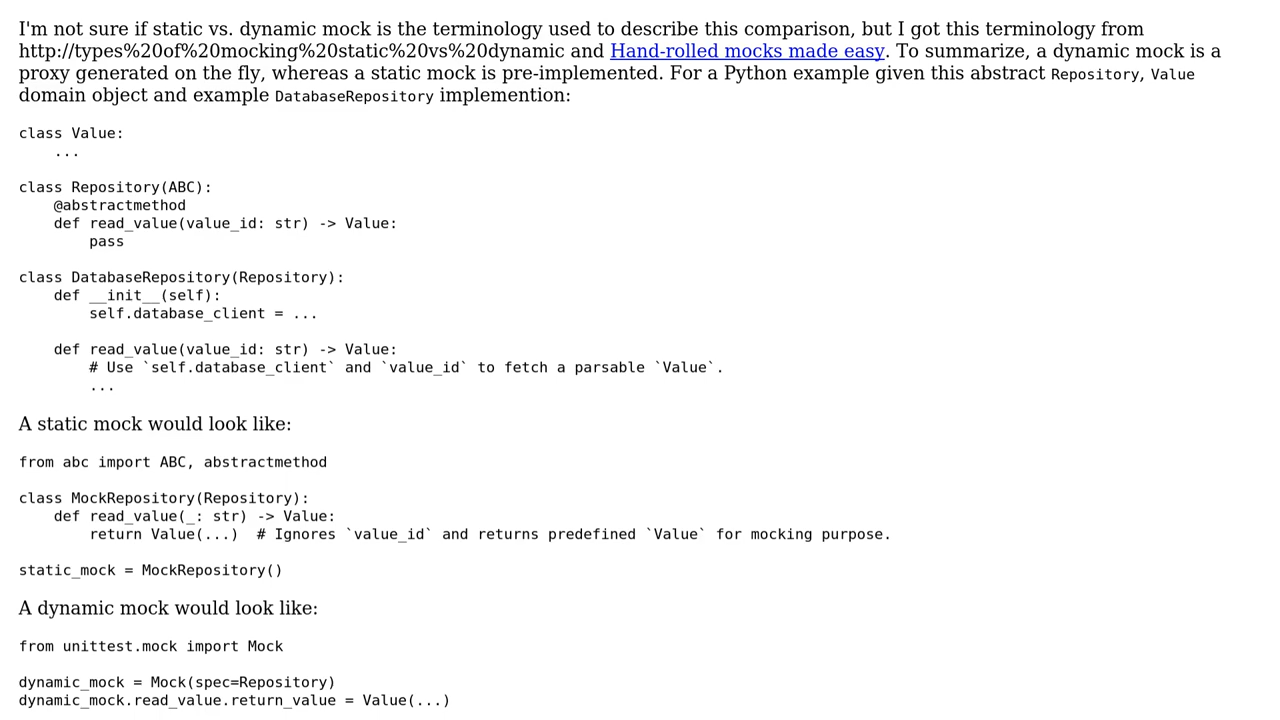 I'm not sure if static vs. dynamic mock is the terminology used to describe this comparison, but I got this terminology from
http://types%20of%20mocking%20static%20vs%20dynamic and Hand-rolled mocks made easy. To summarize, a dynamic mock is a
proxy generated on the fly, whereas a static mock is pre-implemented. For a Python example given this abstract Repository, Value
domain object and example DatabaseRepository implemention:
class Value:
    ...
class Repository(ABC):
    @abstractmethod
    def read_value(value_id: str) -> Value:
        pass
class DatabaseRepository(Repository):
    def __init__(self):
        self.database_client = ...
    def read_value(value_id: str) -> Value:
        # Use `self.database_client` and `value_id` to fetch a parsable `Value`.
        ...
A static mock would look like:
from abc import ABC, abstractmethod
class MockRepository(Repository):
    def read_value(_: str) -> Value:
        return Value(...)  # Ignores `value_id` and returns predefined `Value` for mocking purpose.
static_mock = MockRepository()
A dynamic mock would look like:
from unittest.mock import Mock
dynamic_mock = Mock(spec=Repository)
dynamic_mock.read_value.return_value = Value(...)